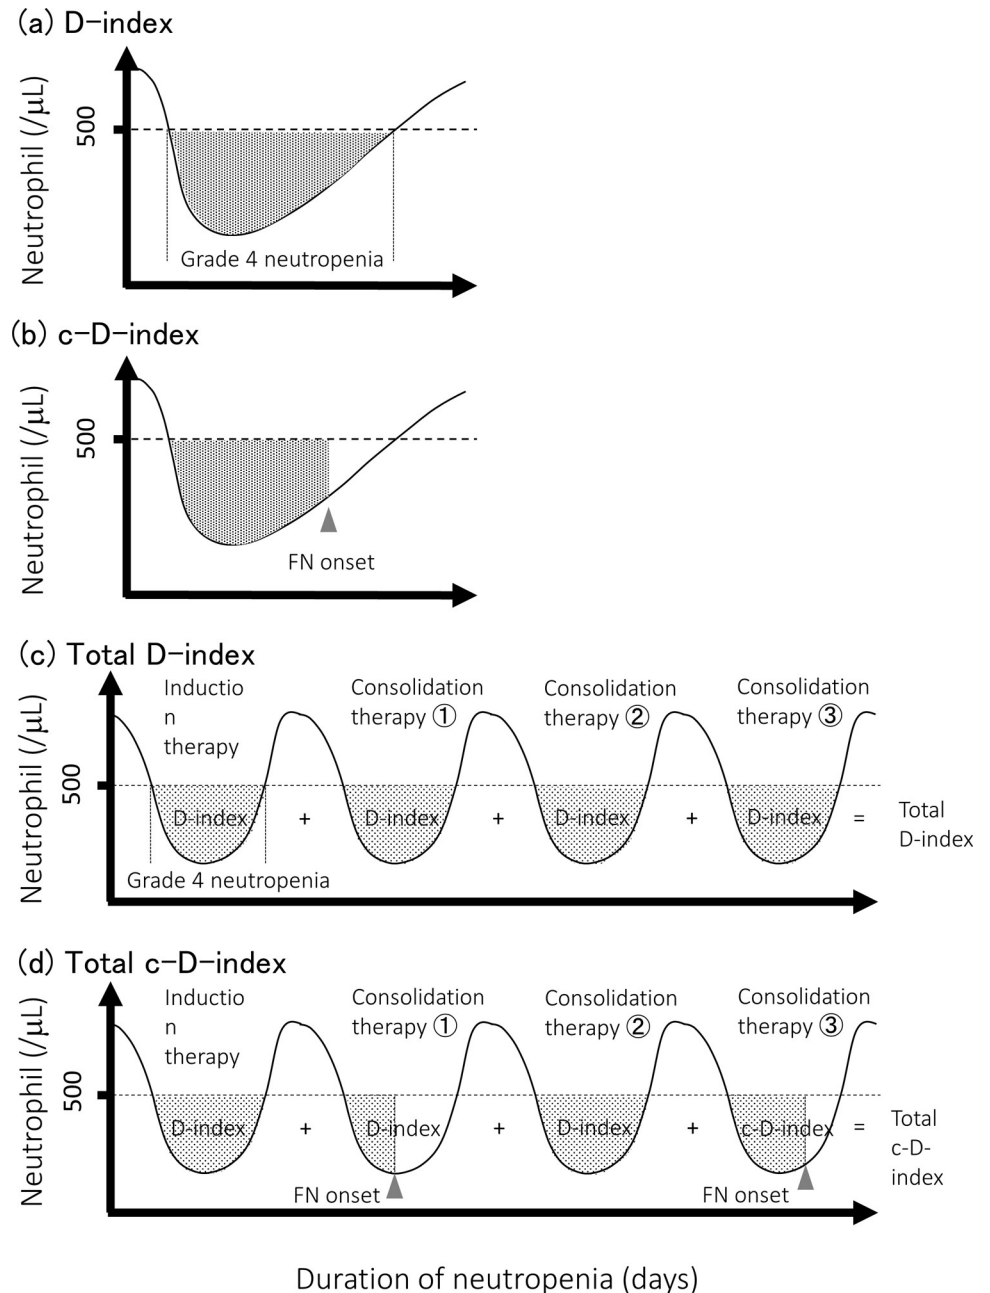 (a) D-index
Neutrophil (/μL)
500
Grade 4 neutropenia
(b) c-D-index
Neutrophil (/μL)
500
FN onset
(c) Total D-index
Neutrophil (/μL)
500
Inductio
n
therapy
Consolidation
therapy ①
Consolidation
therapy ②
Consolidation
therapy ③
D-index + D-index + D-index + D-index =
Total
D-index
Grade 4 neutropenia
(d) Total c-D-index
Neutrophil (/μL)
500
Inductio
n
therapy
Consolidation
therapy ①
Consolidation
therapy ②
Consolidation
therapy ③
D-index + D-index + D-index + c-D-index =
Total
c-D-
index
FN onset
FN onset
Duration of neutropenia (days)